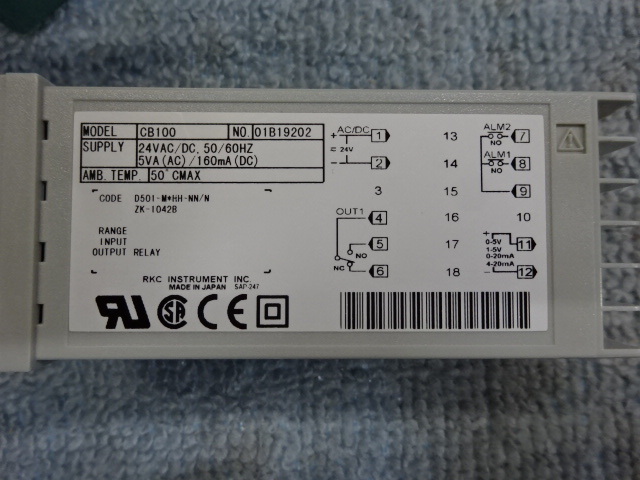 MODEL CB100 NO. 01B19202
SUPPLY 24VAC/DC, 50/60HZ
5VA(AC)/160mA(DC)
AMB. TEMP. 50°CMAX
CODE D501-M*HH-NN/N
ZK-1042B
RANGE
INPUT
OUTPUT RELAY
RKC INSTRUMENT INC.
MADE IN JAPAN SAP-247
+ AC/DC 1 13 ALM2 7
= 24V NO
- 2 14 ALM1 8
NO
3 15 9
OUT1 4 16 10
5 17 + 11
NO 0-5V
1-5V
0-20mA
NC 6 18 4-20mA
- 12